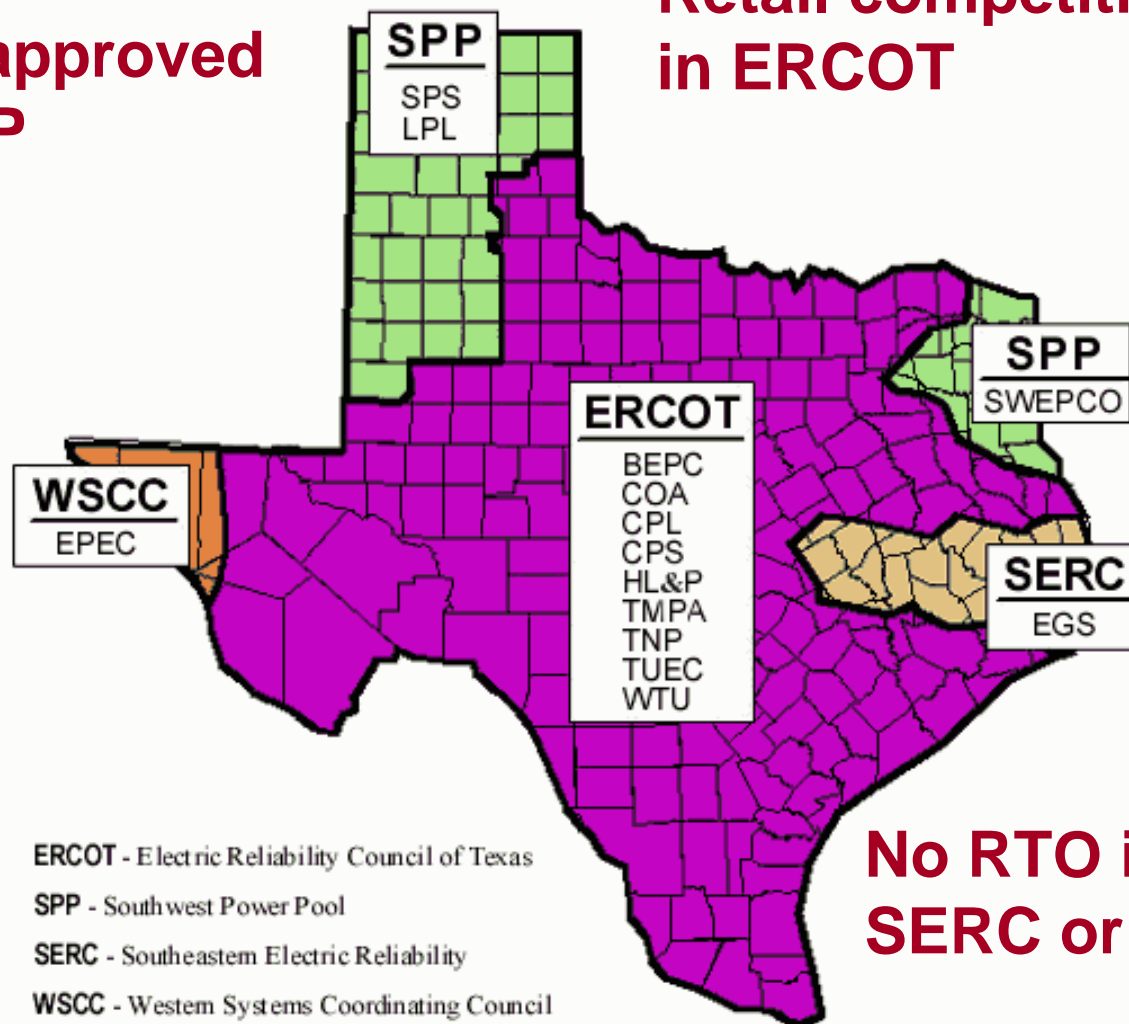 approved
in ERCOT
SPP
SPS
LPL
SPP
SWEPCO
ERCOT
BEPC
COA
CPL
CPS
HL&P
TMPA
TNP
TUEC
WTU
WSCC
EPEC
SERC
EGS
No RTO
SERC or
ERCOT - Electric Reliability Council of Texas
SPP - Southwest Power Pool
SERC - Southeastern Electric Reliability
WSCC - Western Systems Coordinating Council